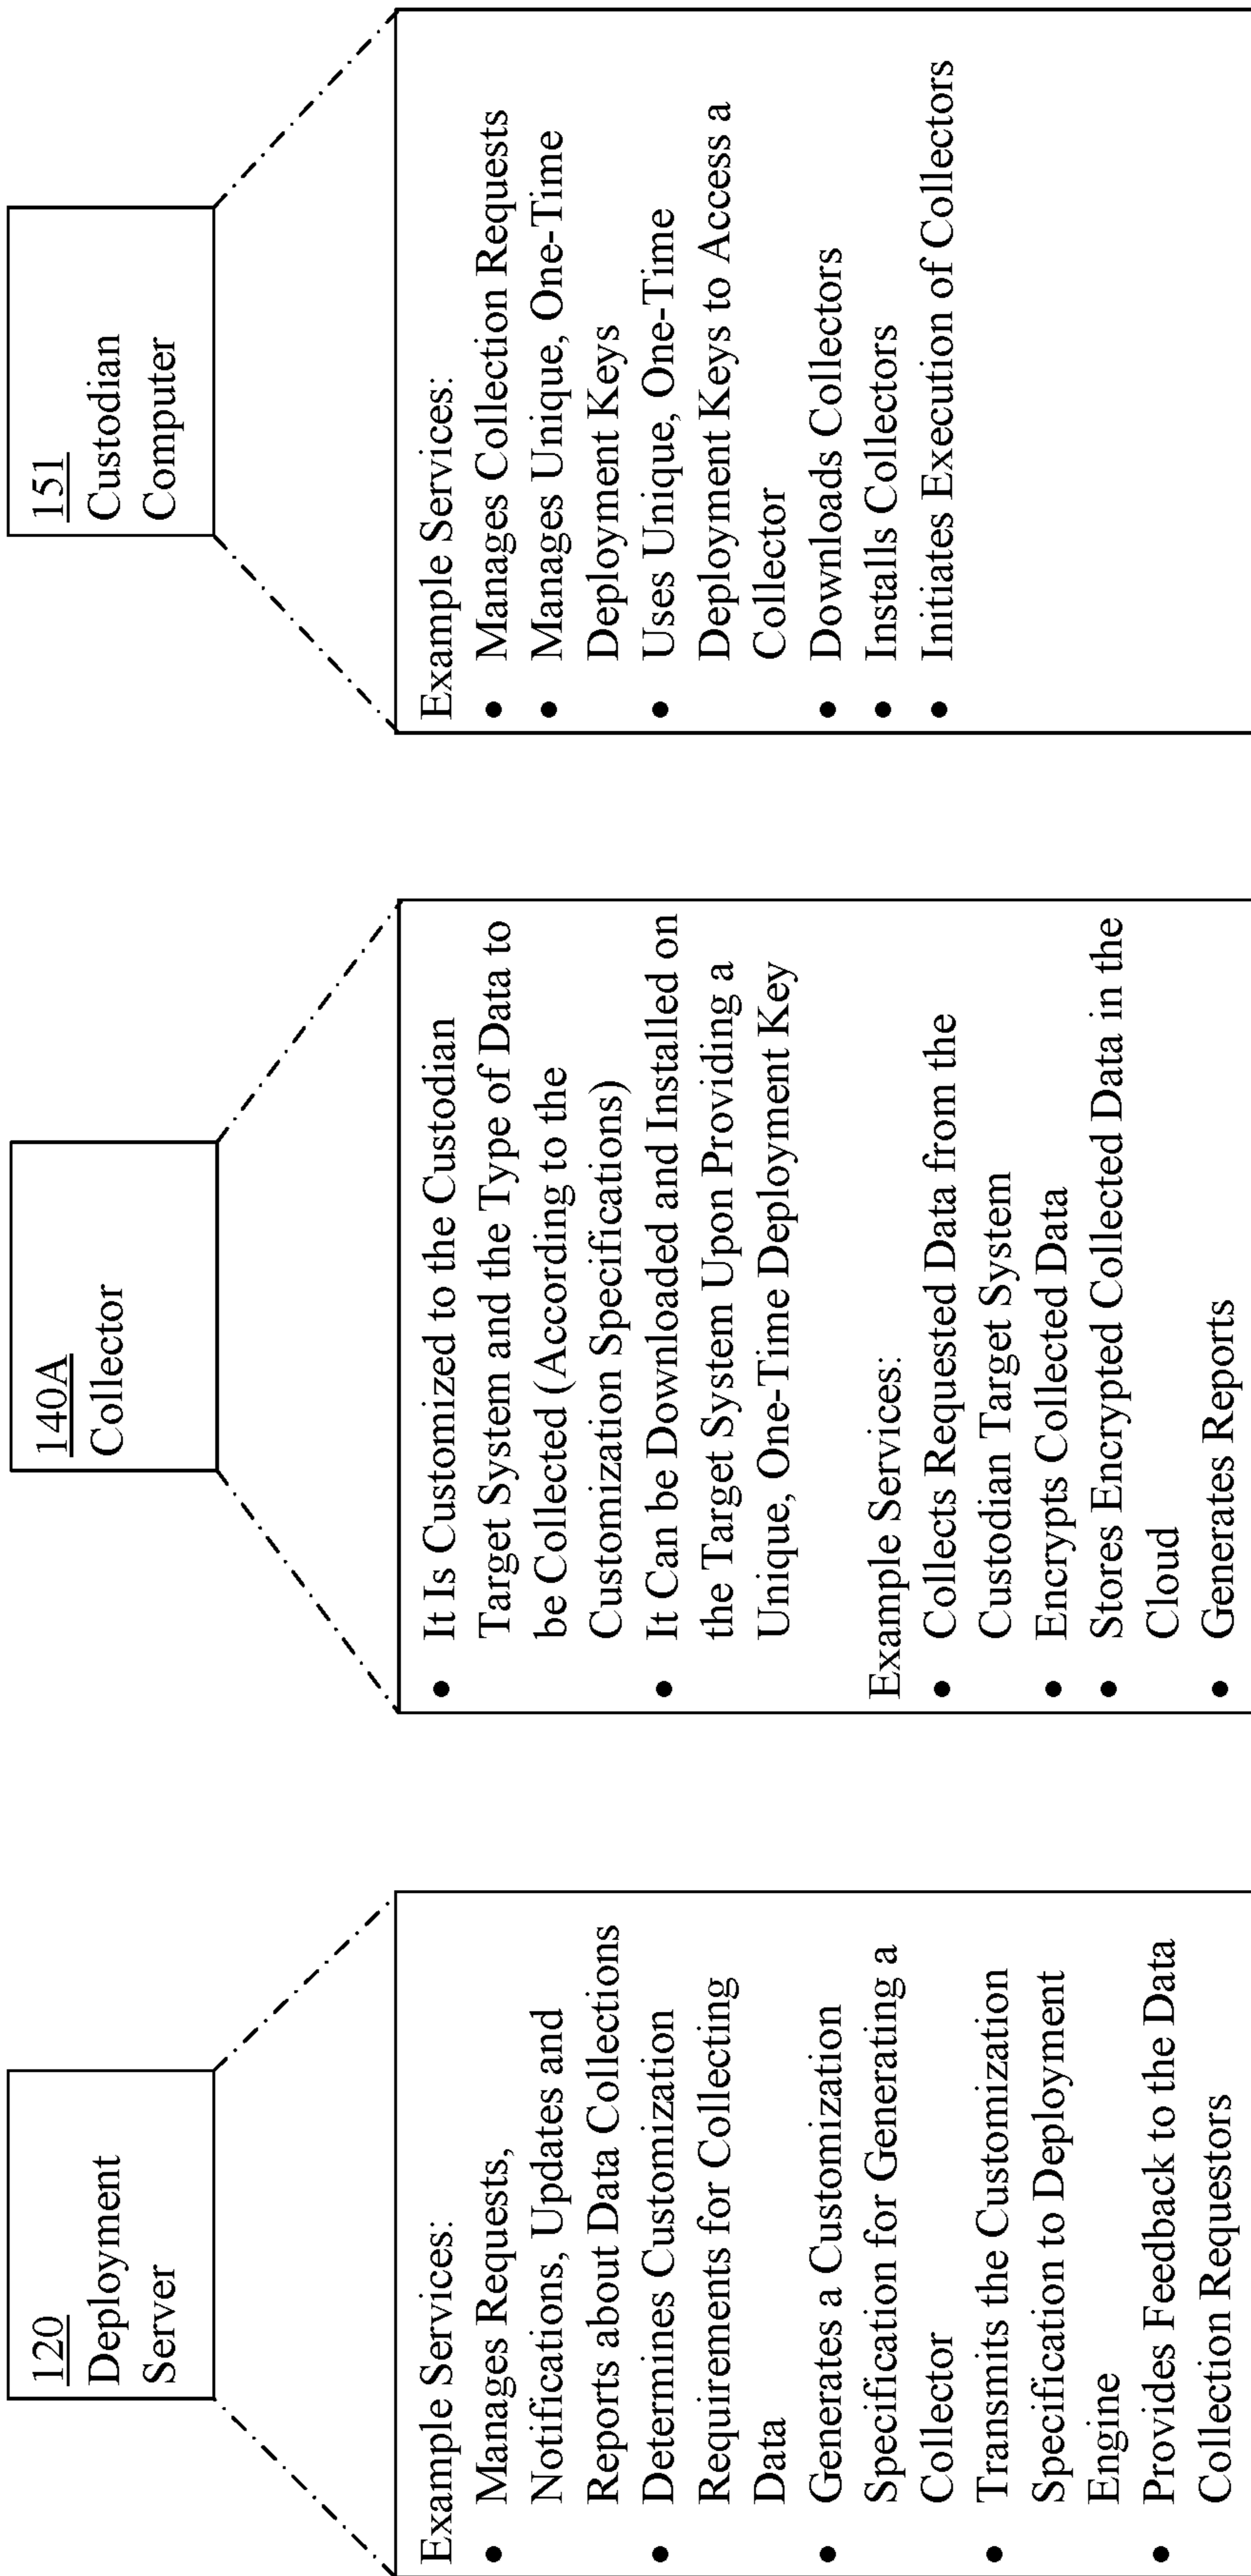 120
Deployment
Server
Example Services:
● Manages Requests,
Notifications, Updates and
Reports about Data Collections
● Determines Customization
Requirements for Collecting
Data
● Generates a Customization
Specification for Generating a
Collector
● Transmits the Customization
Specification to Deployment
Engine
● Provides Feedback to the Data
Collection Requestors
140A
Collector
● It Is Customized to the Custodian
Target System and the Type of Data to
be Collected (According to the
Customization Specifications)
● It Can be Downloaded and Installed on
the Target System Upon Providing a
Unique, One-Time Deployment Key
Example Services:
● Collects Requested Data from the
Custodian Target System
● Encrypts Collected Data
● Stores Encrypted Collected Data in the
Cloud
● Generates Reports
151
Custodian
Computer
Example Services:
● Manages Collection Requests
● Manages Unique, One-Time
Deployment Keys
● Uses Unique, One-Time
Deployment Keys to Access a
Collector
● Downloads Collectors
● Installs Collectors
● Initiates Execution of Collectors